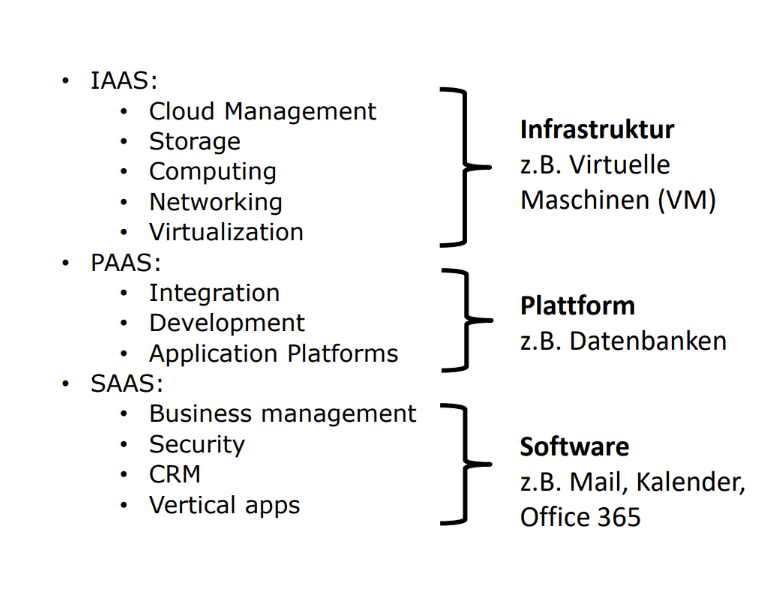 • IAAS:
• Cloud Management
• Storage
• Computing
• Networking
• Virtualization
Infrastruktur
z.B. Virtuelle
Maschinen (VM)
• PAAS:
• Integration
• Development
• Application Platforms
Plattform
z.B. Datenbanken
• SAAS:
• Business management
• Security
• CRM
• Vertical apps
Software
z.B. Mail, Kalender,
Office 365